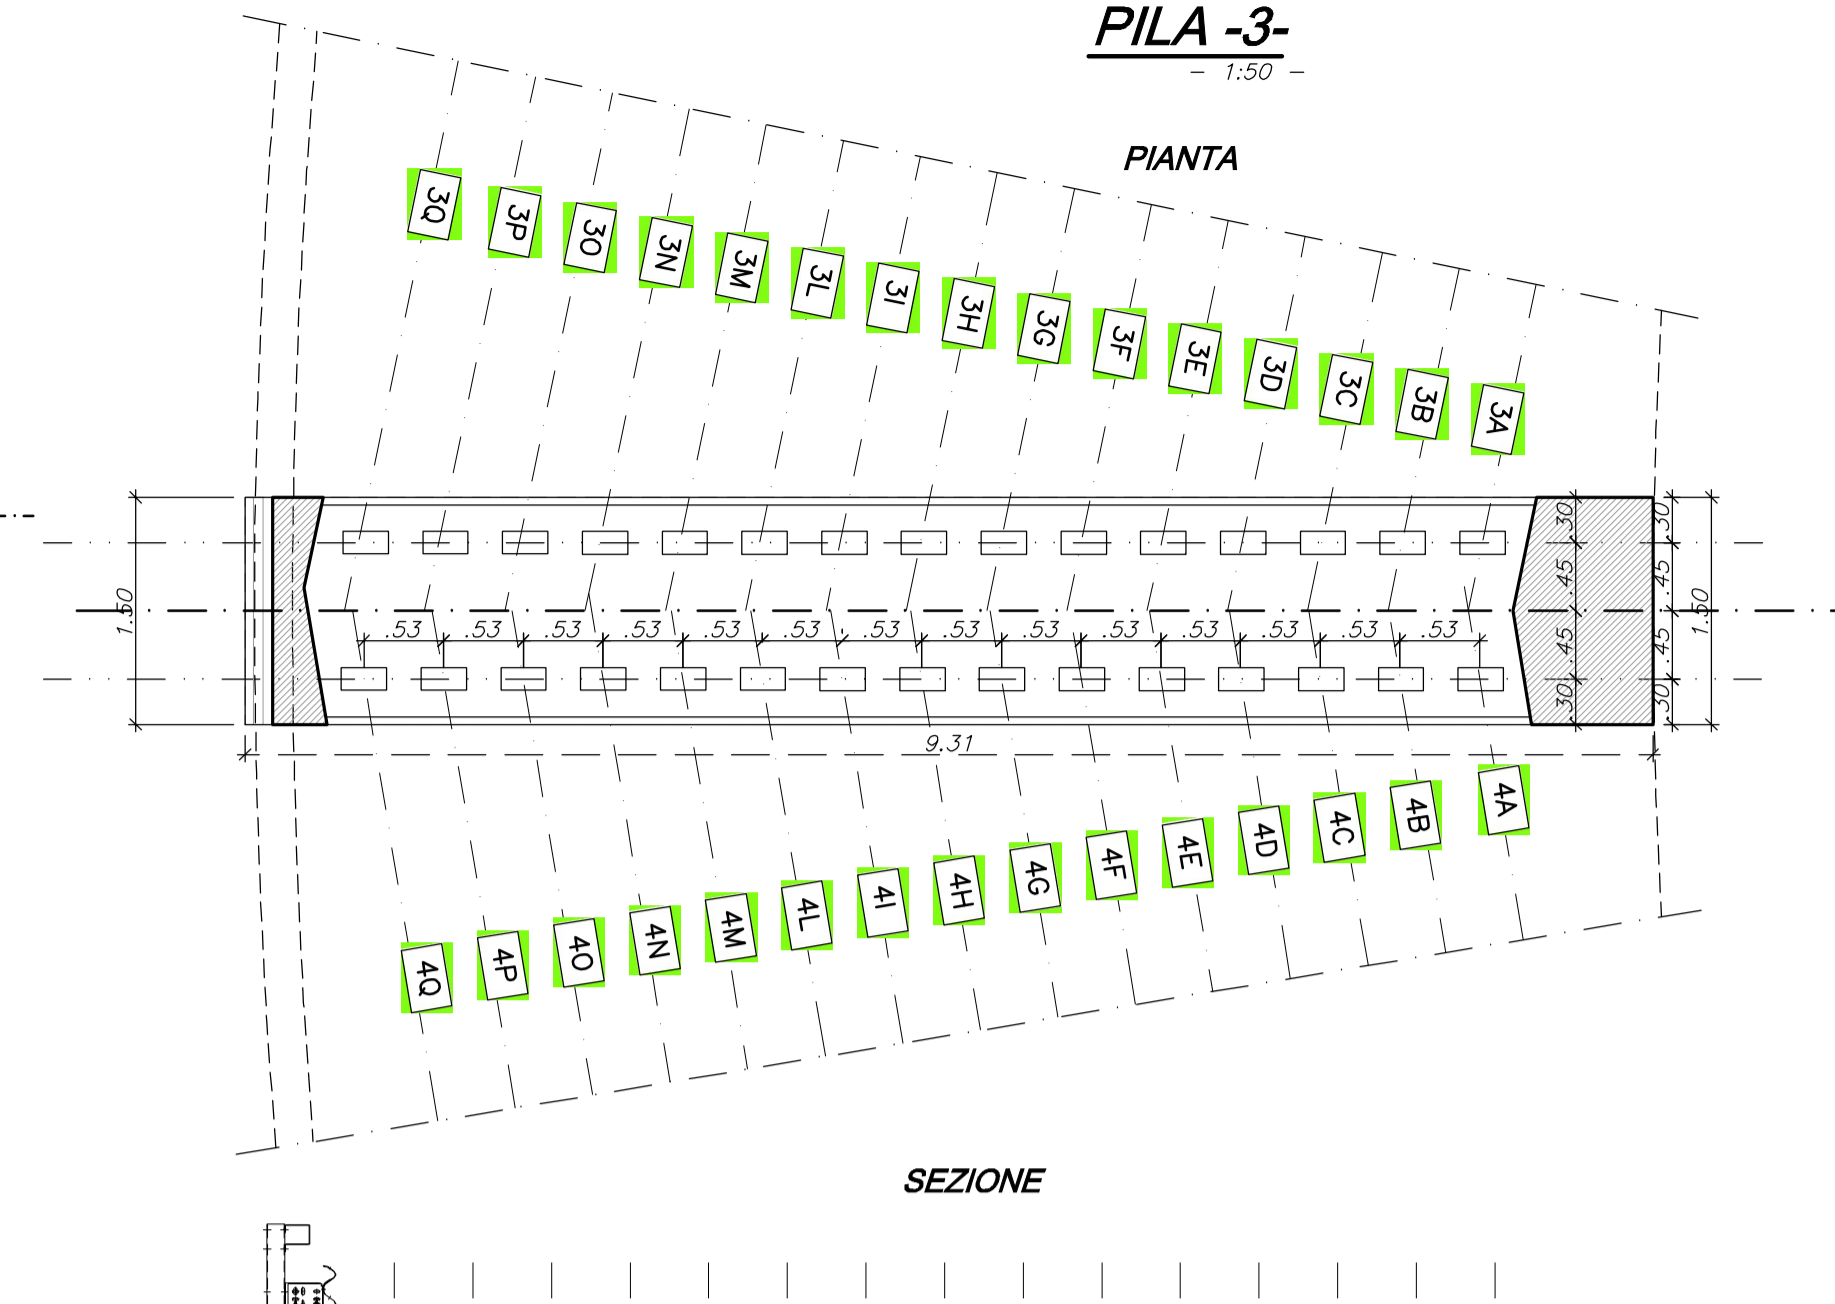 PILA -3-
- 1:50 -
PIANTA
3Q 3P 3O 3N 3M 3L 3I 3H 3G 3F 3E 3D 3C 3B 3A
.30 .30
.45 .45
1.50 1.50
.53 .53 .53 .53 .53 .53 .53 .53 .53 .53 .53 .53 .53 .53
.45 .45
.30 .30
9.31
4Q 4P 4O 4N 4M 4L 4I 4H 4G 4F 4E 4D 4C 4B 4A
SEZIONE